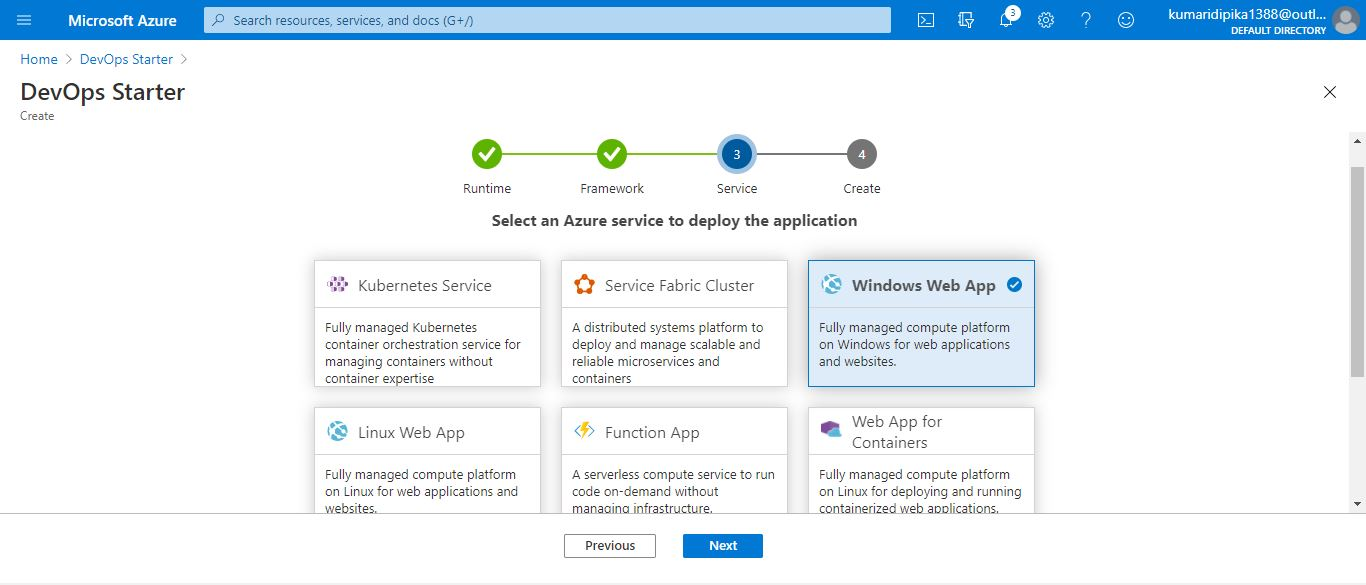 Microsoft Azure
Search resources, services, and docs (G+/)
3
kumaridipika1388@outl...
DEFAULT DIRECTORY
Home > DevOps Starter >
DevOps Starter
Create
3
4
Runtime
Framework
Service
Create
Select an Azure service to deploy the application
Kubernetes Service
Fully managed Kubernetes
container orchestration service for
managing containers without
container expertise
Service Fabric Cluster
A distributed systems platform to
deploy and manage scalable and
reliable microservices and
containers
Windows Web App
Fully managed compute platform
on Windows for web applications
and websites.
Linux Web App
Fully managed compute platform
on Linux for web applications and
websites.
Function App
A serverless compute service to run
code on-demand without
managing infrastructure.
Web App for
Containers
Fully managed compute platform
on Linux for deploying and running
containerized web applications.
Previous
Next